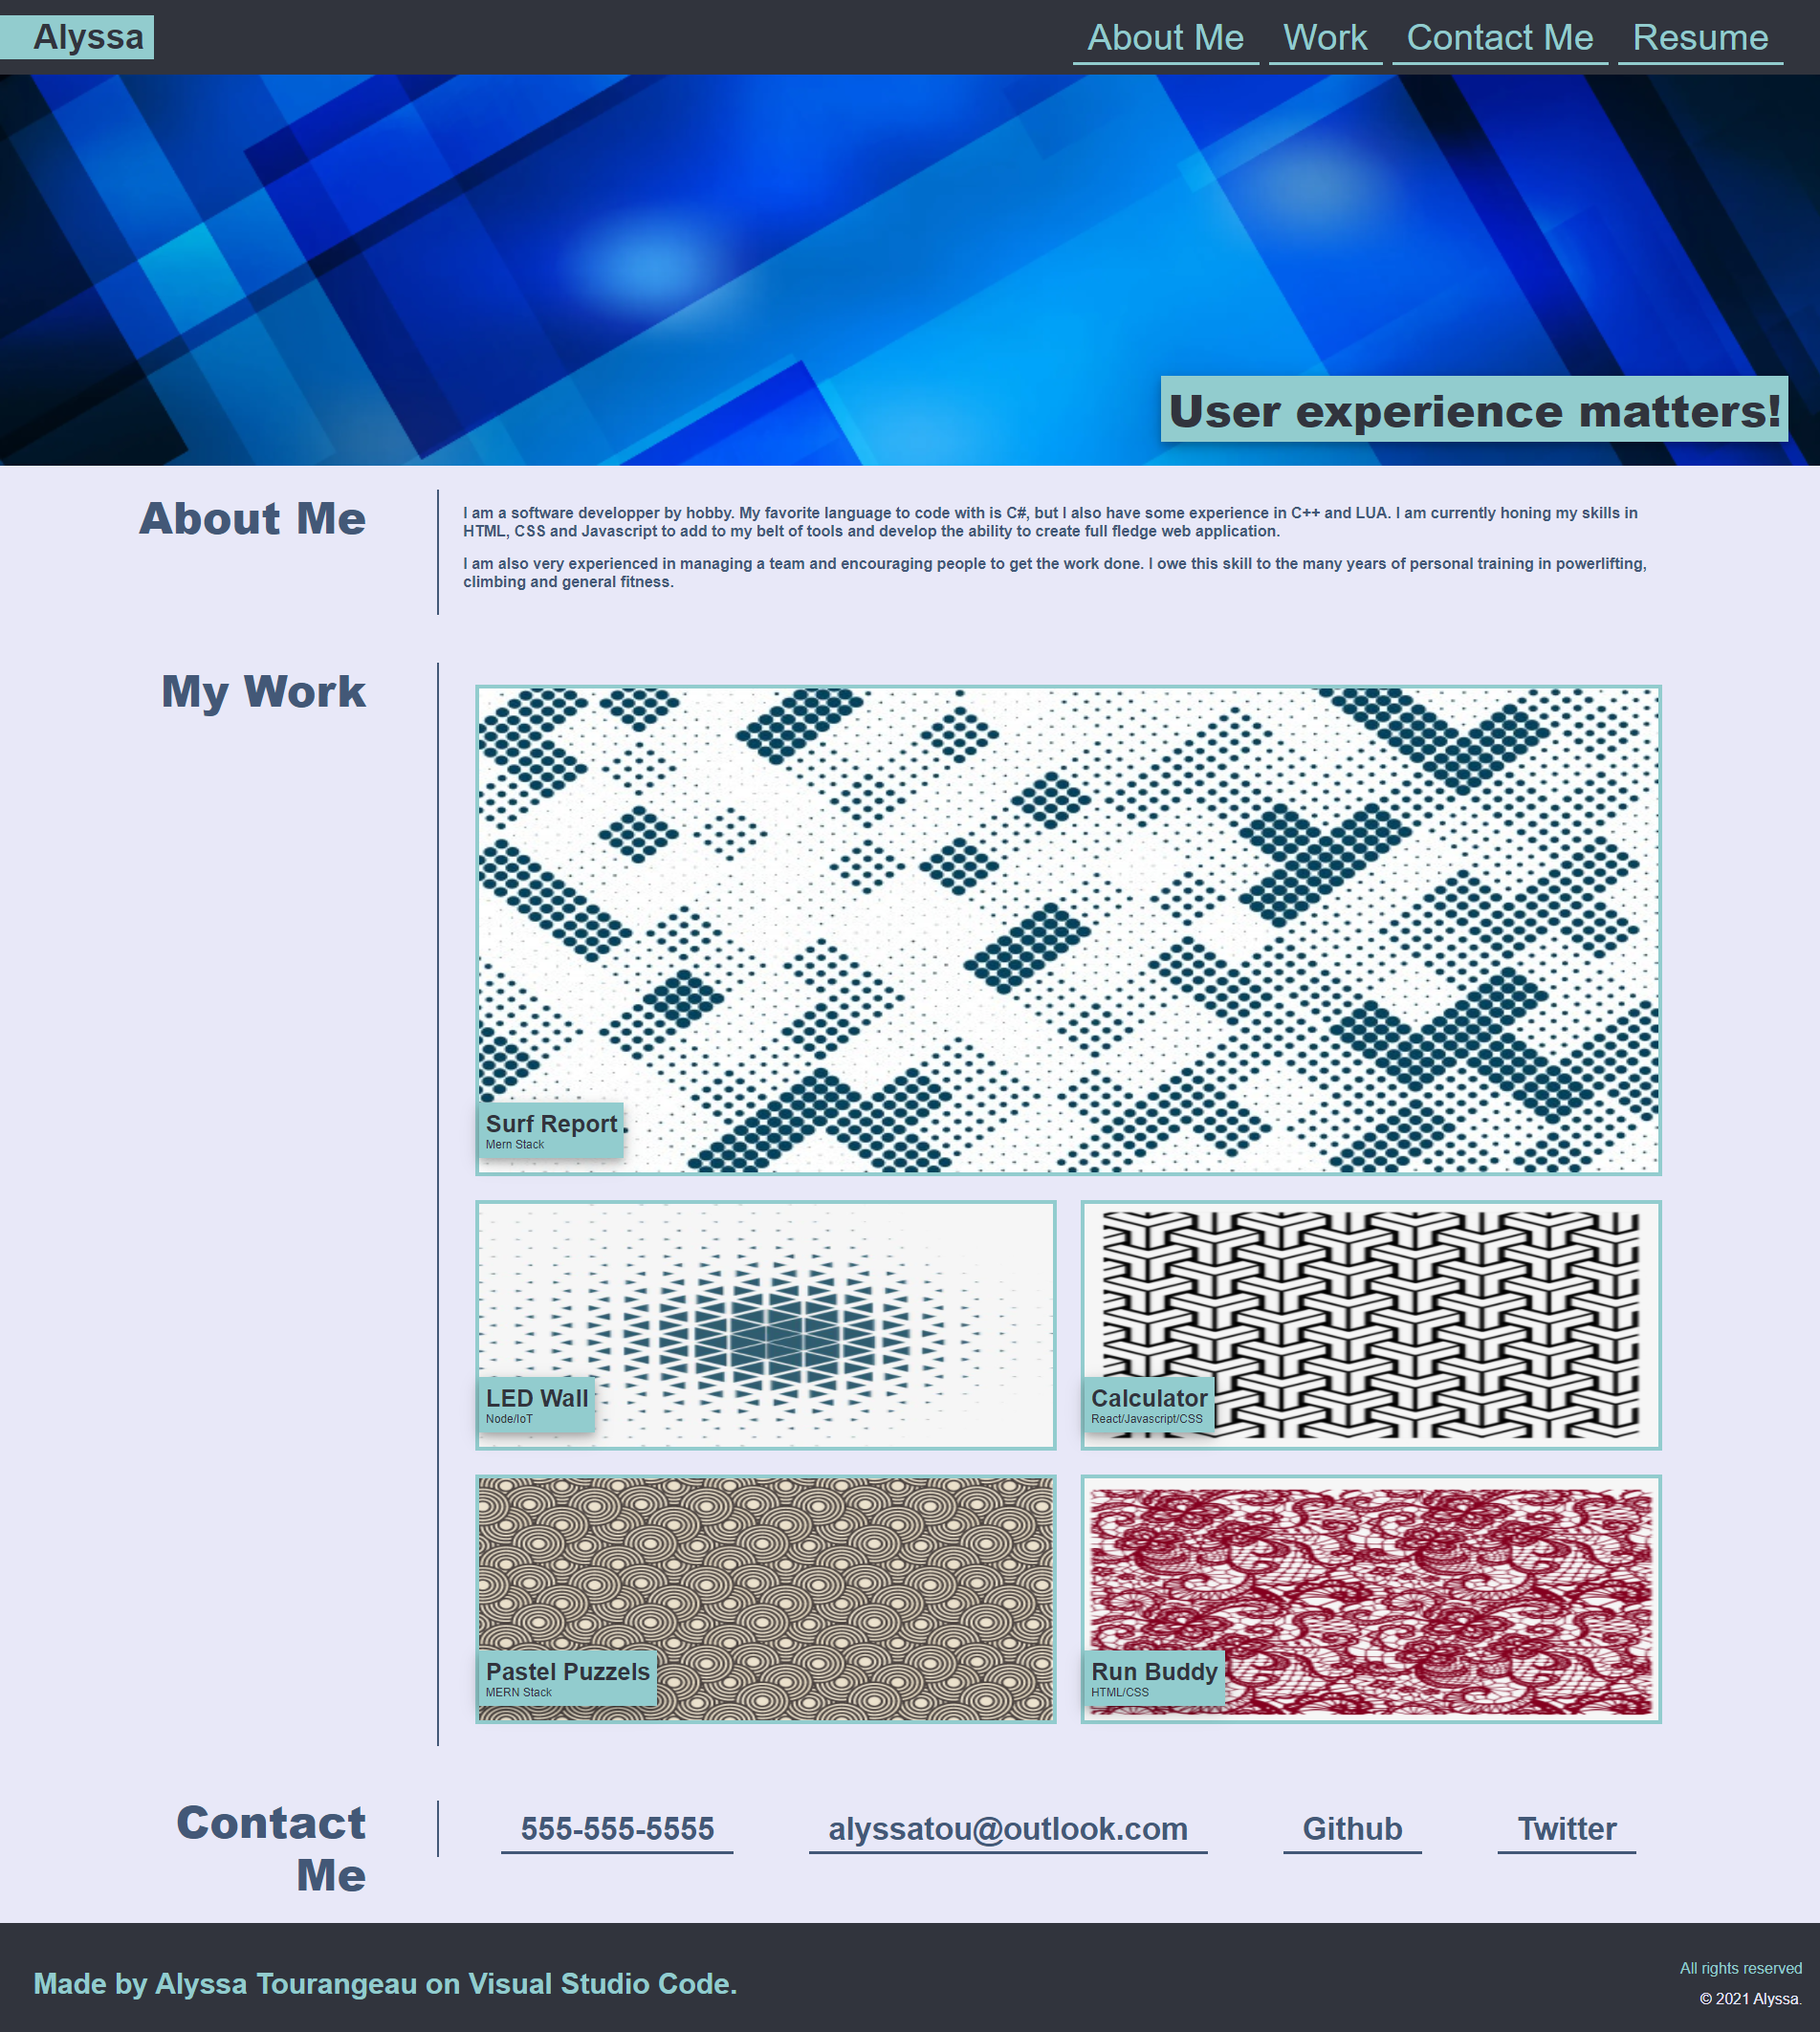 Alyssa
About Me Work Contact Me Resume
User experience matters!
About Me
I am a software developper by hobby. My favorite language to code with is C#, but I also have some experience in C++ and LUA. I am currently honing my skills in
HTML, CSS and Javascript to add to my belt of tools and develop the ability to create full fledge web application.
I am also very experienced in managing a team and encouraging people to get the work done. I owe this skill to the many years of personal training in powerlifting,
climbing and general fitness.
My Work
Surf Report
Mern Stack
LED Wall
Node/IoT
Calculator
React/Javascript/CSS
Pastel Puzzels
MERN Stack
Run Buddy
HTML/CSS
Contact
Me
555-555-5555 alyssatou@outlook.com Github Twitter
Made by Alyssa Tourangeau on Visual Studio Code.
All rights reserved
© 2021 Alyssa.